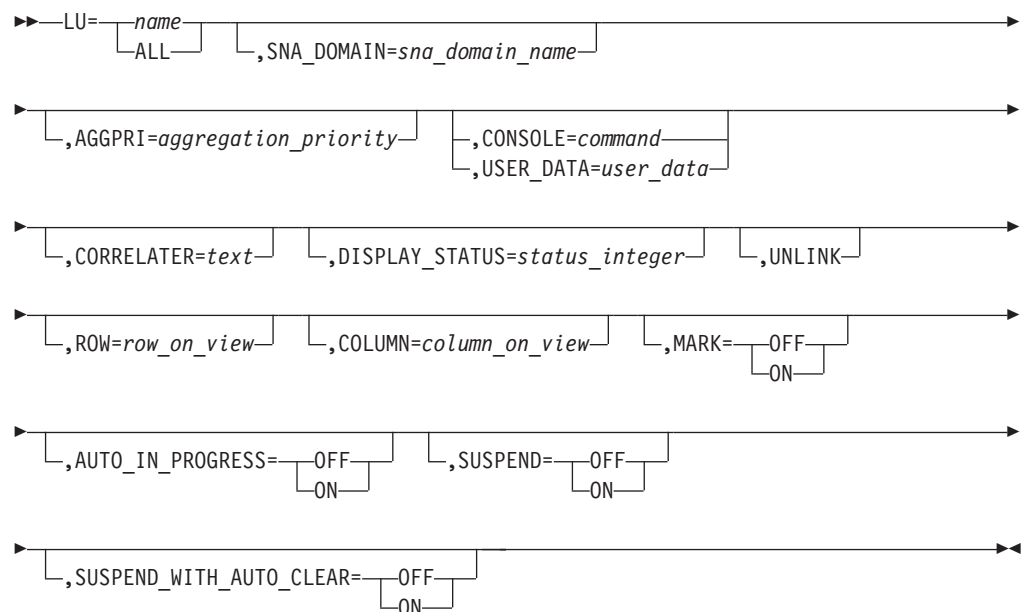 LU= name
ALL ,SNA_DOMAIN=sna_domain_name
,AGGPRI=aggregation_priority ,CONSOLE=command
,USER_DATA=user_data
,CORRELATER=text ,DISPLAY_STATUS=status_integer ,UNLINK
,ROW=row_on_view ,COLUMN=column_on_view ,MARK= OFF
ON
,AUTO_IN_PROGRESS= OFF ,SUSPEND= OFF
ON ON
,SUSPEND_WITH_AUTO_CLEAR= OFF
ON